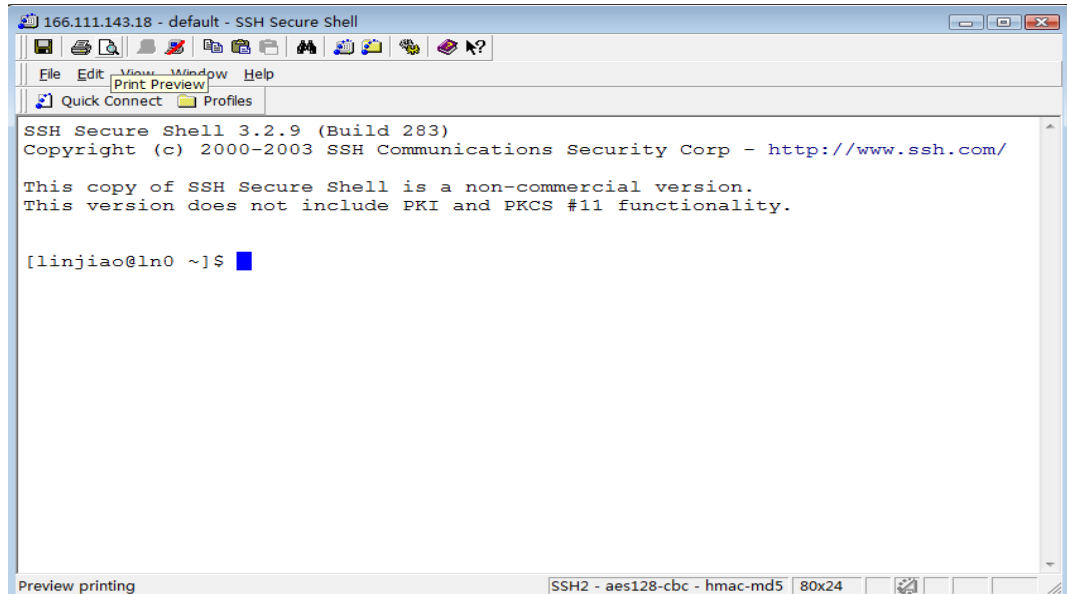 166.111.143.18 - default - SSH Secure Shell
File Edit View Window Help
Print Preview
Quick Connect Profiles
SSH Secure Shell 3.2.9 (Build 283)
Copyright (c) 2000-2003 SSH Communications Security Corp - http://www.ssh.com/
This copy of SSH Secure Shell is a non-commercial version.
This version does not include PKI and PKCS #11 functionality.
[linjiao@ln0 ~]$
Preview printing SSH2 - aes128-cbc - hmac-md5 80x24